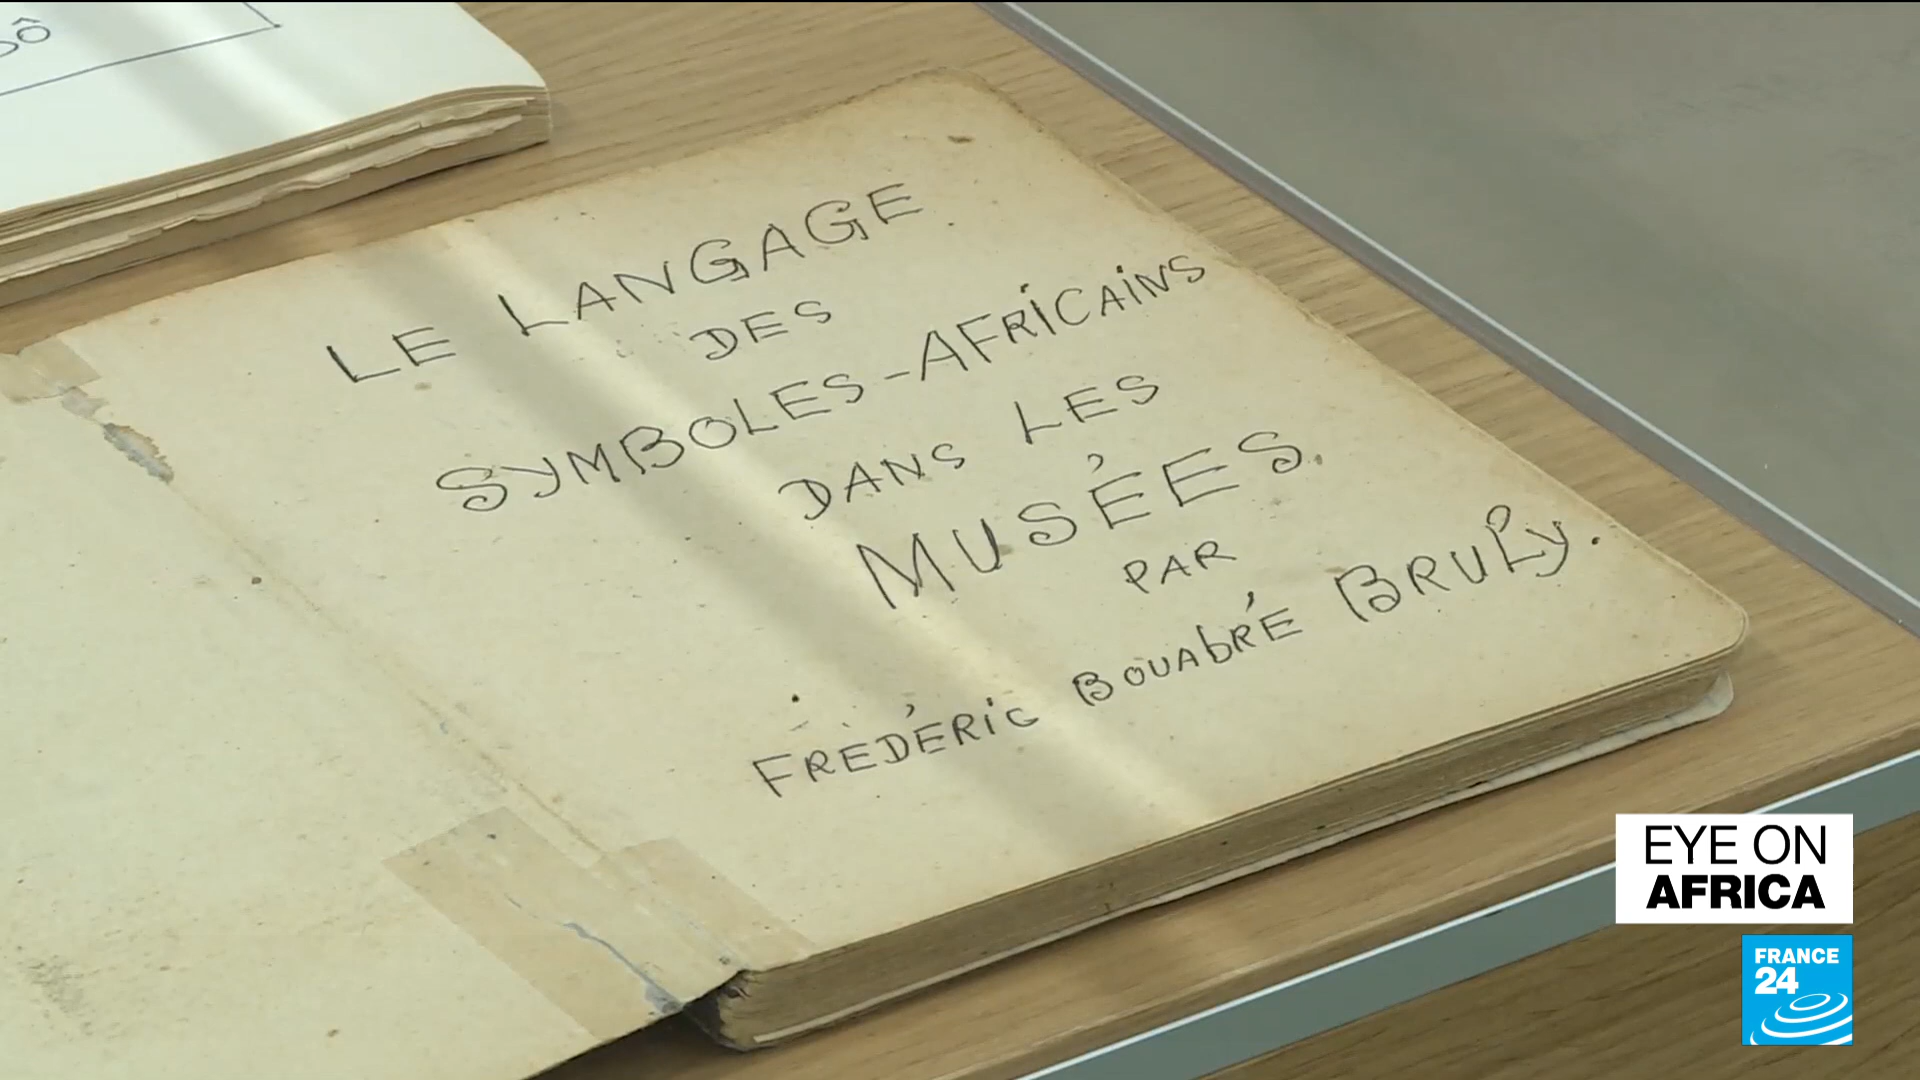 LE LANGAGE
DES
SYMBOLES-AFRICAINS
DANS LES
MUSÉES
PAR
FRÉDÉRIC BOUABRÉ BRULY.
EYE ON
AFRICA
FRANCE
24